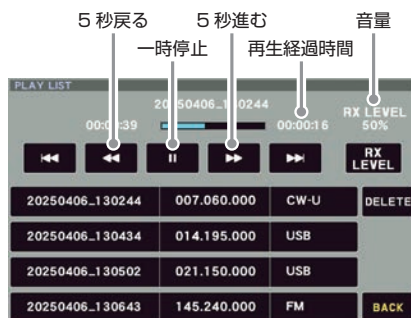 5秒戻る 5秒進む 音量
一時停止 再生経過時間
PLAY LIST
20250406_130244
RX LEVEL
00:00:39 00:00:16 50%
RX LEVEL
20250406_130244 007.060.000 CW-U DELETE
20250406_130434 014.195.000 USB
20250406_130502 021.150.000 USB
20250406_130643 145.240.000 FM BACK